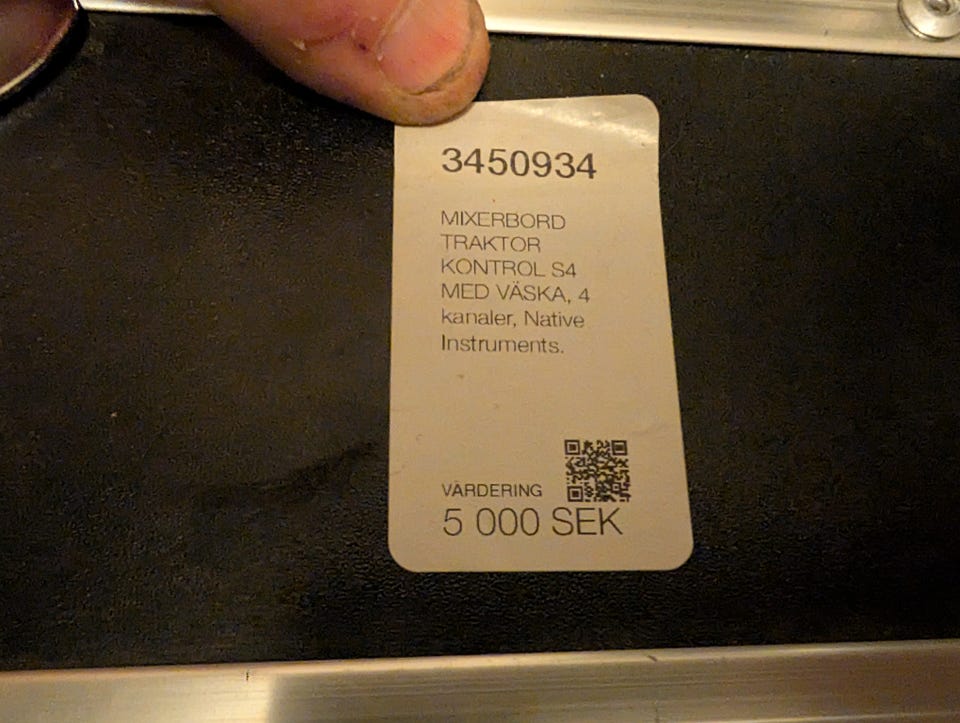 3450934
MIXERBORD
TRAKTOR
KONTROL S4
MED VÄSKA, 4
kanaler, Native
Instruments.
VÄRDERING
5 000 SEK